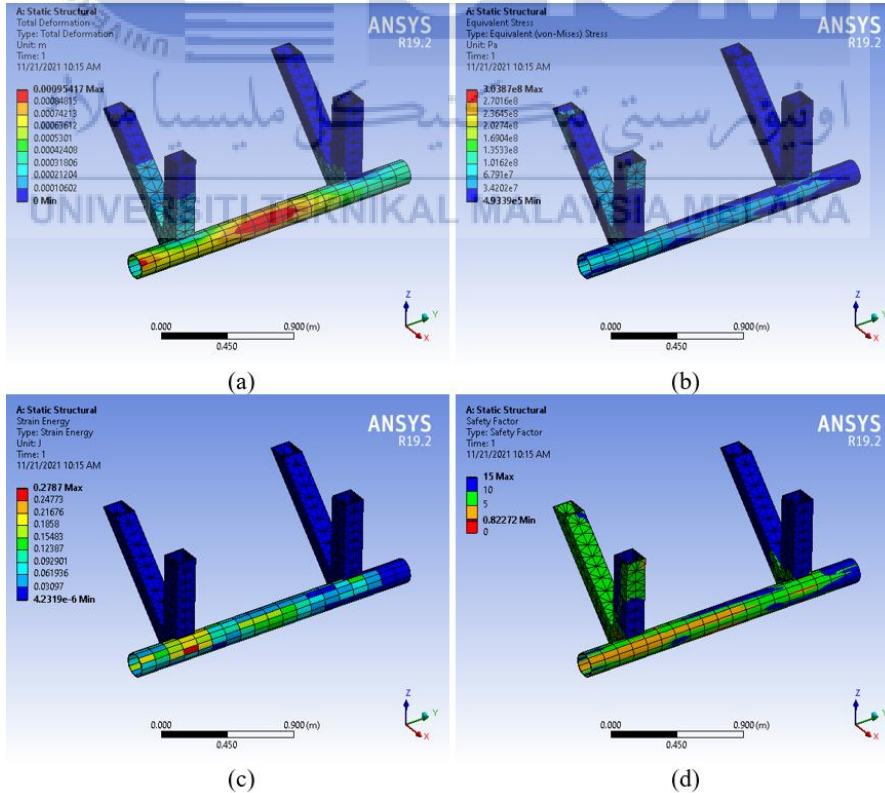 A: Static Structural
Total Deformation
Type: Total Deformation
Unit: m
Time: 1
11/21/2021 10:15 AM
0.00095417 Max
0.00084815
0.00074213
0.00063612
0.0005301
0.00042408
0.00031806
0.00021204
0.00010602
0 Min
ANSYS
R19.2
0.000
0.900 (m)
0.450
Z
Y
X
(a)
A: Static Structural
Equivalent Stress
Type: Equivalent (von-Mises) Stress
Unit: Pa
Time: 1
11/21/2021 10:15 AM
3.0387e8 Max
2.7016e8
2.3645e8
2.0274e8
1.6904e8
1.3533e8
1.0162e8
6.791e7
3.4202e7
4.9339e5 Min
ANSYS
R19.2
0.000
0.900 (m)
0.450
Z
Y
X
(b)
اونيورسيتي تيكنيكل مليسيا ملاك
UNIVERSITI TEKNIKAL MALAYSIA MELAKA
A: Static Structural
Strain Energy
Type: Strain Energy
Unit: J
Time: 1
11/21/2021 10:15 AM
0.2787 Max
0.24773
0.21676
0.1858
0.15483
0.12387
0.092901
0.061936
0.03097
4.2319e-6 Min
ANSYS
R19.2
0.000
0.900 (m)
0.450
Z
Y
X
(c)
A: Static Structural
Safety Factor
Type: Safety Factor
Time: 1
11/21/2021 10:15 AM
15 Max
10
5
0.82272 Min
0
ANSYS
R19.2
0.000
0.900 (m)
0.450
Z
Y
X
(d)